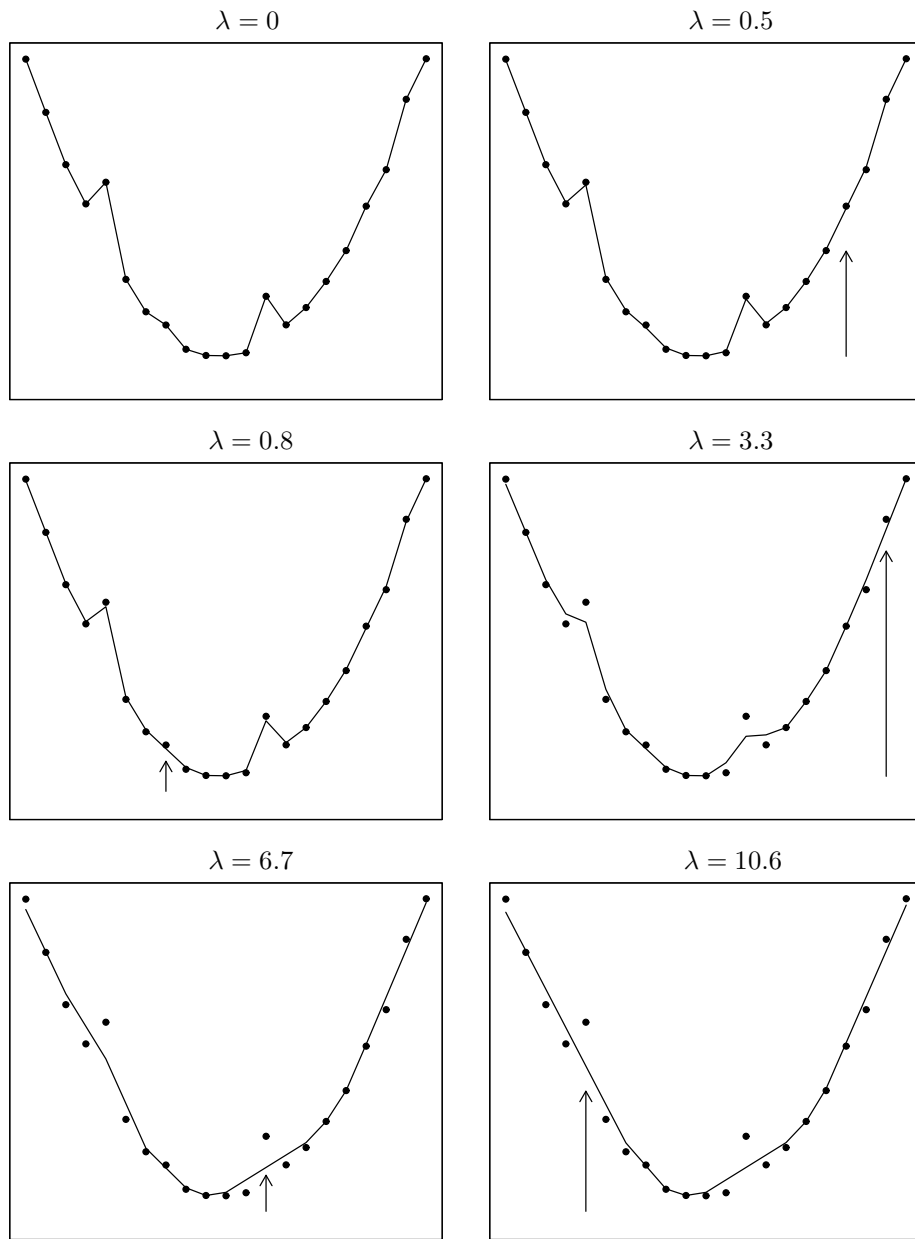 λ = 0
λ = 0.5
λ = 0.8
λ = 3.3
λ = 6.7
λ = 10.6